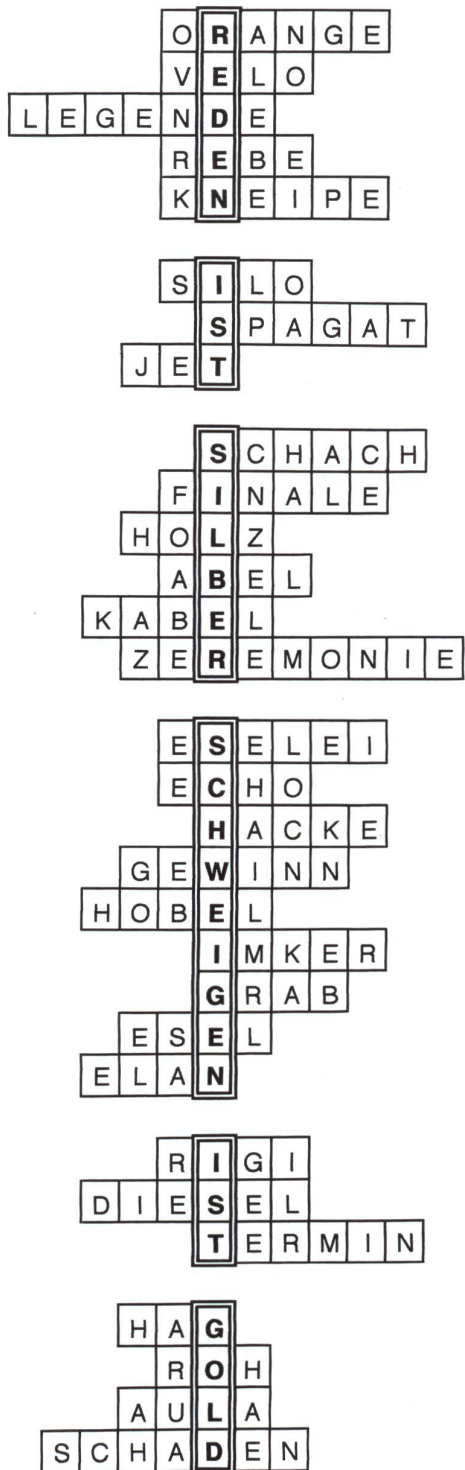 ORANGE
VELO
LEGENDE
REBE
KNEIPE
SILO
SPAGAT
JET
SCHACH
FINALE
HOLZ
ABEL
KABEL
ZEREMONIE
ESELEI
ECHO
HACKE
GEWINN
HOBEL
IMKER
GRAB
ESEL
ELAN
RIGI
DIESEL
TERMIN
HAG
ROH
AULA
SCHADEN